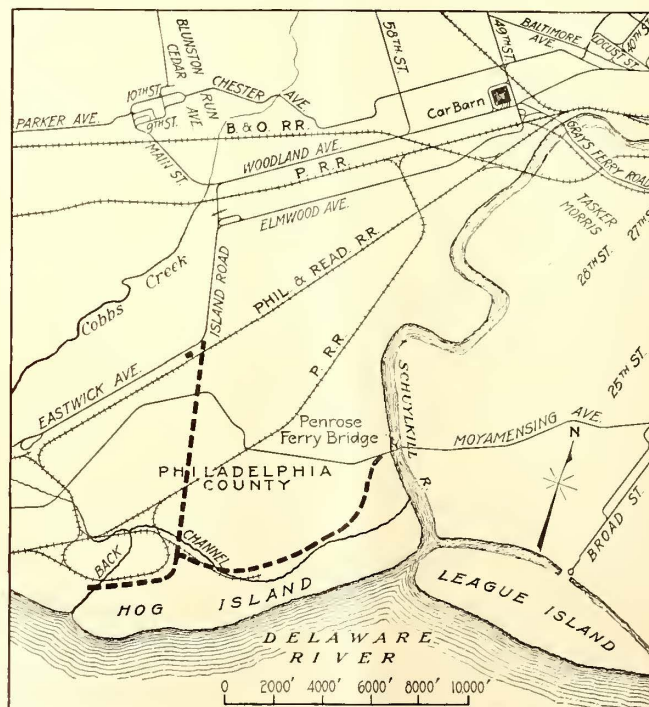 BLUNSTON
CEDAR
10TH ST.
CHESTER
AVE.
RUN
AVE
PARKER AVE.
9TH ST.
MAIN ST.
B. & O. RR.
WOODLAND AVE.
P. R. R.
ELMWOOD AVE.
58TH. ST.
49TH. ST.
BALTIMORE
AVE.
LOCUST ST.
40TH ST.
Car Barn
GRAYS FERRY ROAD
TASKER
MORRIS
27TH ST.
28TH ST.
25TH ST.
Cobbs Creek
ISLAND ROAD
PHIL. & READ. RR.
P. R. R.
EASTWICK AVE.
SCHUYLKILL
R.
Penrose
Ferry Bridge
MOYAMENSING AVE.
N
BROAD ST.
PHILADELPHIA
COUNTY
BACK
CHANNEL
HOG ISLAND
LEAGUE ISLAND
DELAWARE
RIVER
0 2000' 4000' 6000' 8000' 10000'